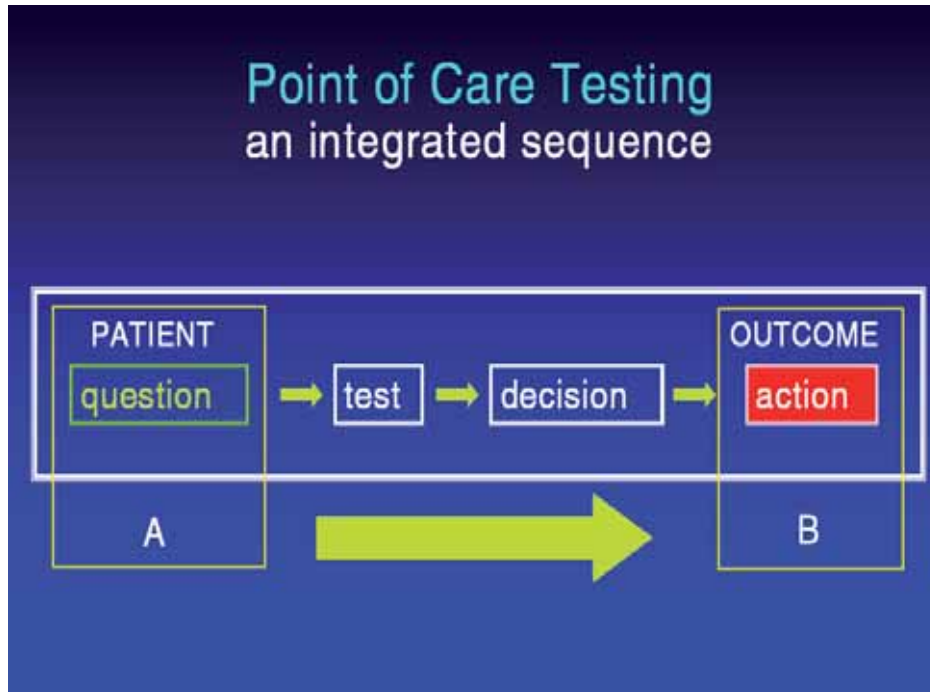 Point of Care Testing
an integrated sequence
PATIENT OUTCOME
question test decision action
A B